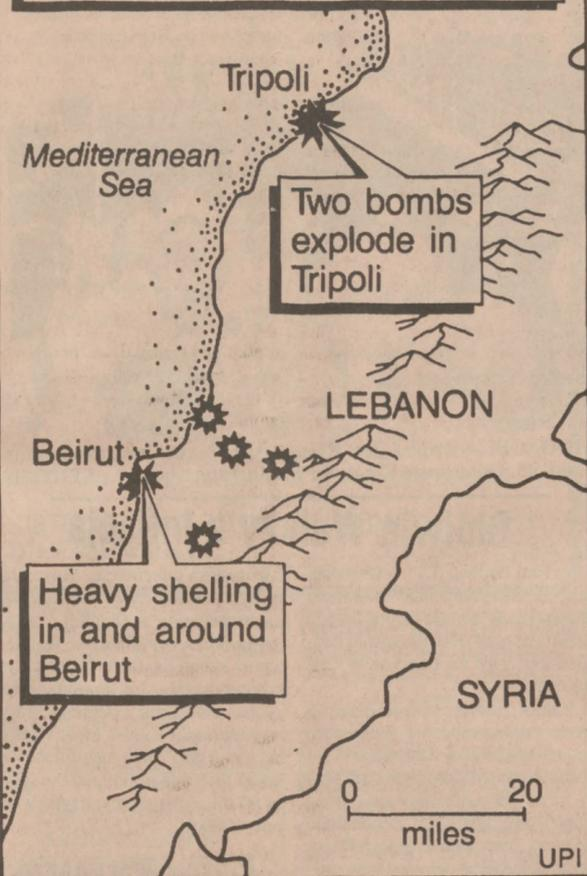 Tripoli
Mediterranean
Sea
Two bombs
explode in
Tripoli
LEBANON
Beirut
Heavy shelling
in and around
Beirut
SYRIA
0 20
miles
UPI